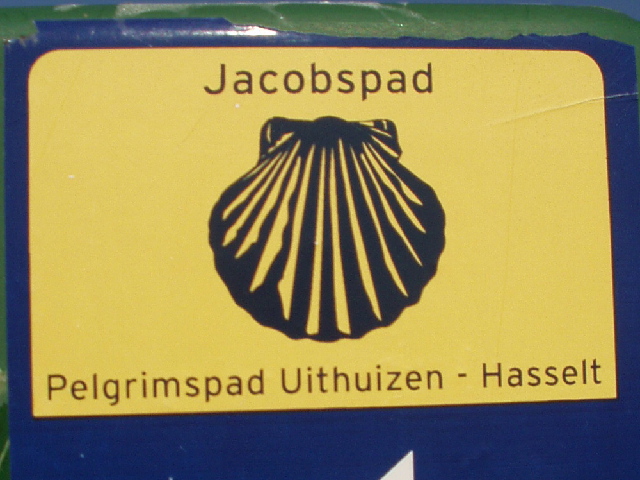 Jacobspad
Pelgrimspad Uithuizen - Hasselt